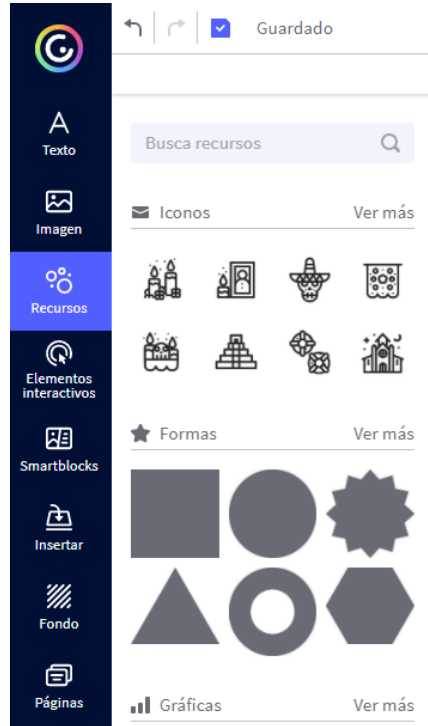 Guardado
Texto
Imagen
Recursos
Elementos
interactivos
Smartblocks
Insertar
Fondo
Páginas
Busca recursos
Iconos Ver más
Formas Ver más
Gráficas Ver más